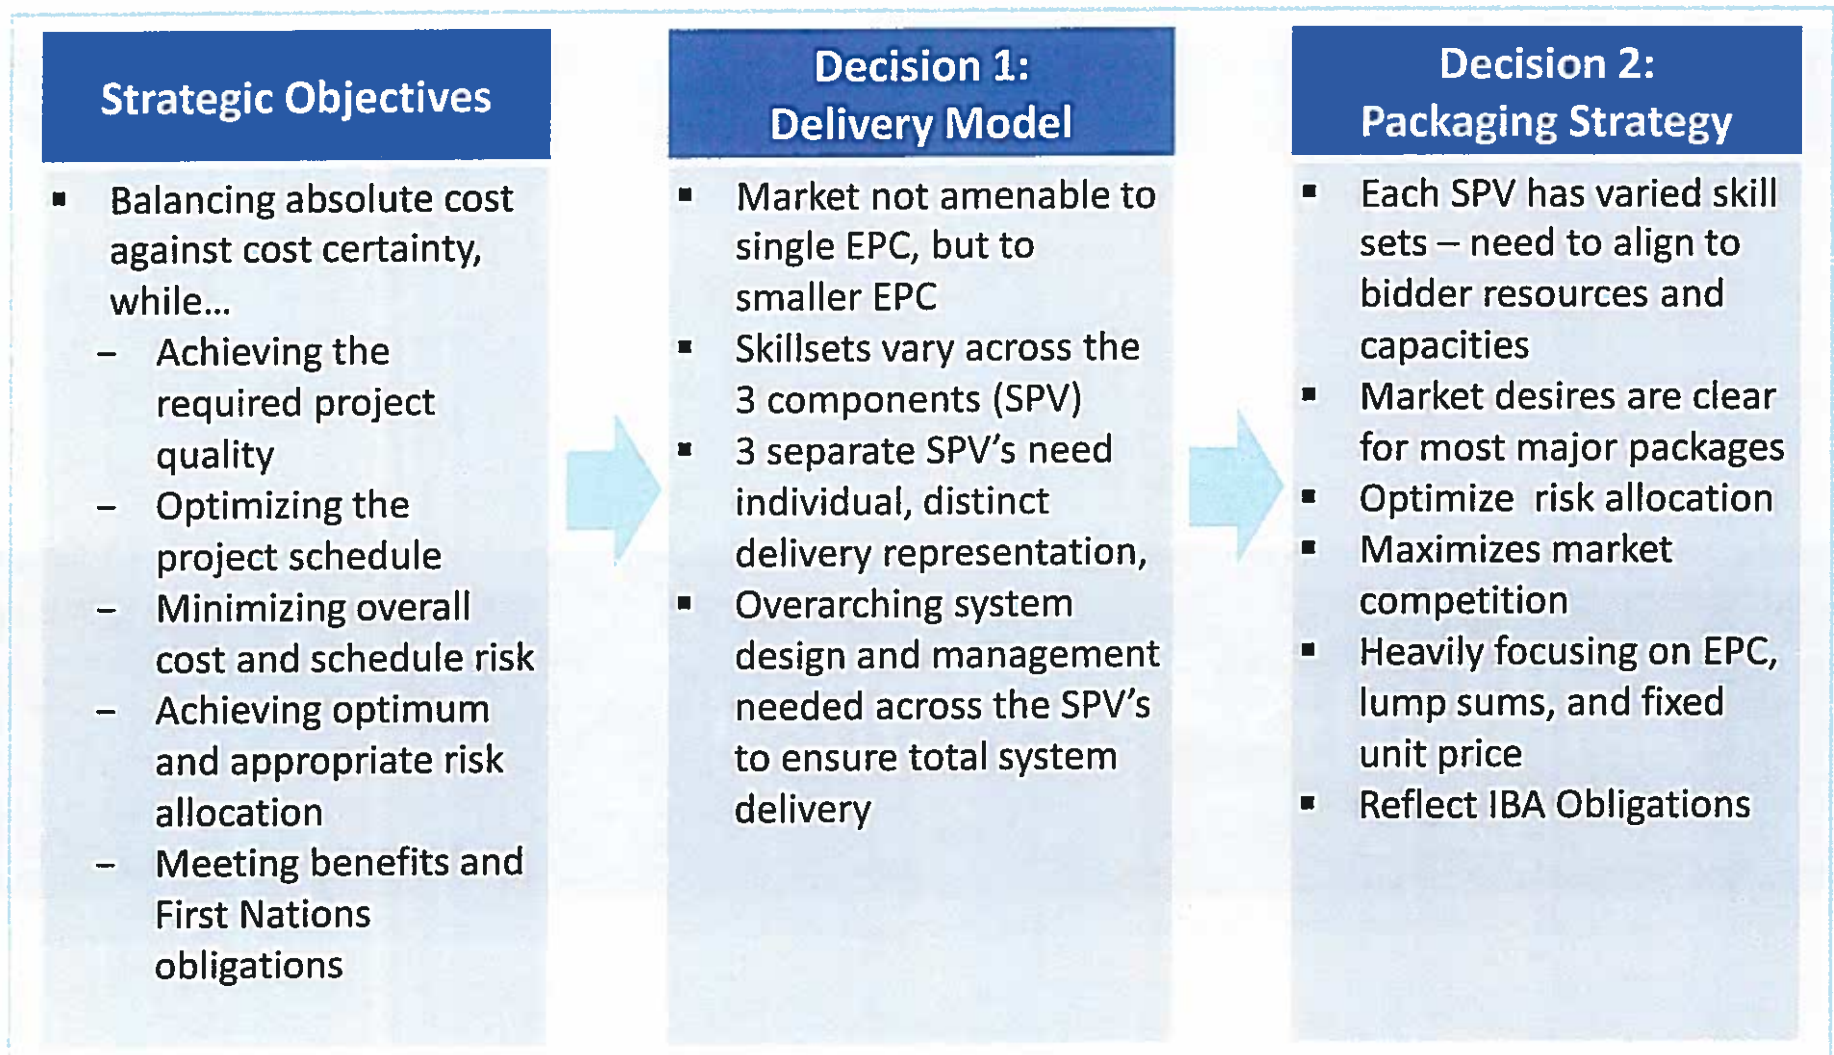 Strategic Objectives
▪ Balancing absolute cost
against cost certainty,
while…
– Achieving the
required project
quality
– Optimizing the
project schedule
– Minimizing overall
cost and schedule risk
– Achieving optimum
and appropriate risk
allocation
– Meeting benefits and
First Nations
obligations
Decision 1:
Delivery Model
▪ Market not amenable to
single EPC, but to
smaller EPC
▪ Skillsets vary across the
3 components (SPV)
▪ 3 separate SPV's need
individual, distinct
delivery representation,
▪ Overarching system
design and management
needed across the SPV's
to ensure total system
delivery
Decision 2:
Packaging Strategy
▪ Each SPV has varied skill
sets – need to align to
bidder resources and
capacities
▪ Market desires are clear
for most major packages
▪ Optimize risk allocation
▪ Maximizes market
competition
▪ Heavily focusing on EPC,
lump sums, and fixed
unit price
▪ Reflect IBA Obligations